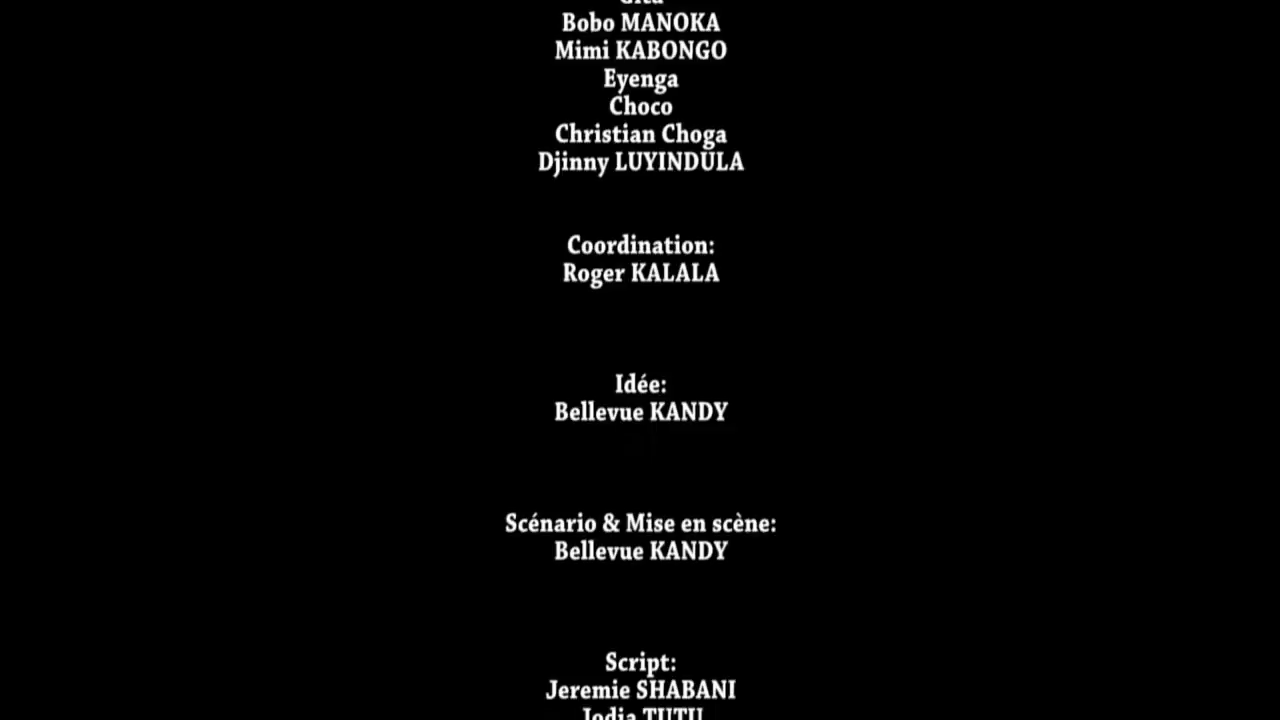 Bobo MANOKA
Mimi KABONGO
Eyenga
Choco
Christian Choga
Djinny LUYINDULA
Coordination:
Roger KALALA
Idée:
Bellevue KANDY
Scénario & Mise en scène:
Bellevue KANDY
Script:
Jeremie SHABANI
TUTU